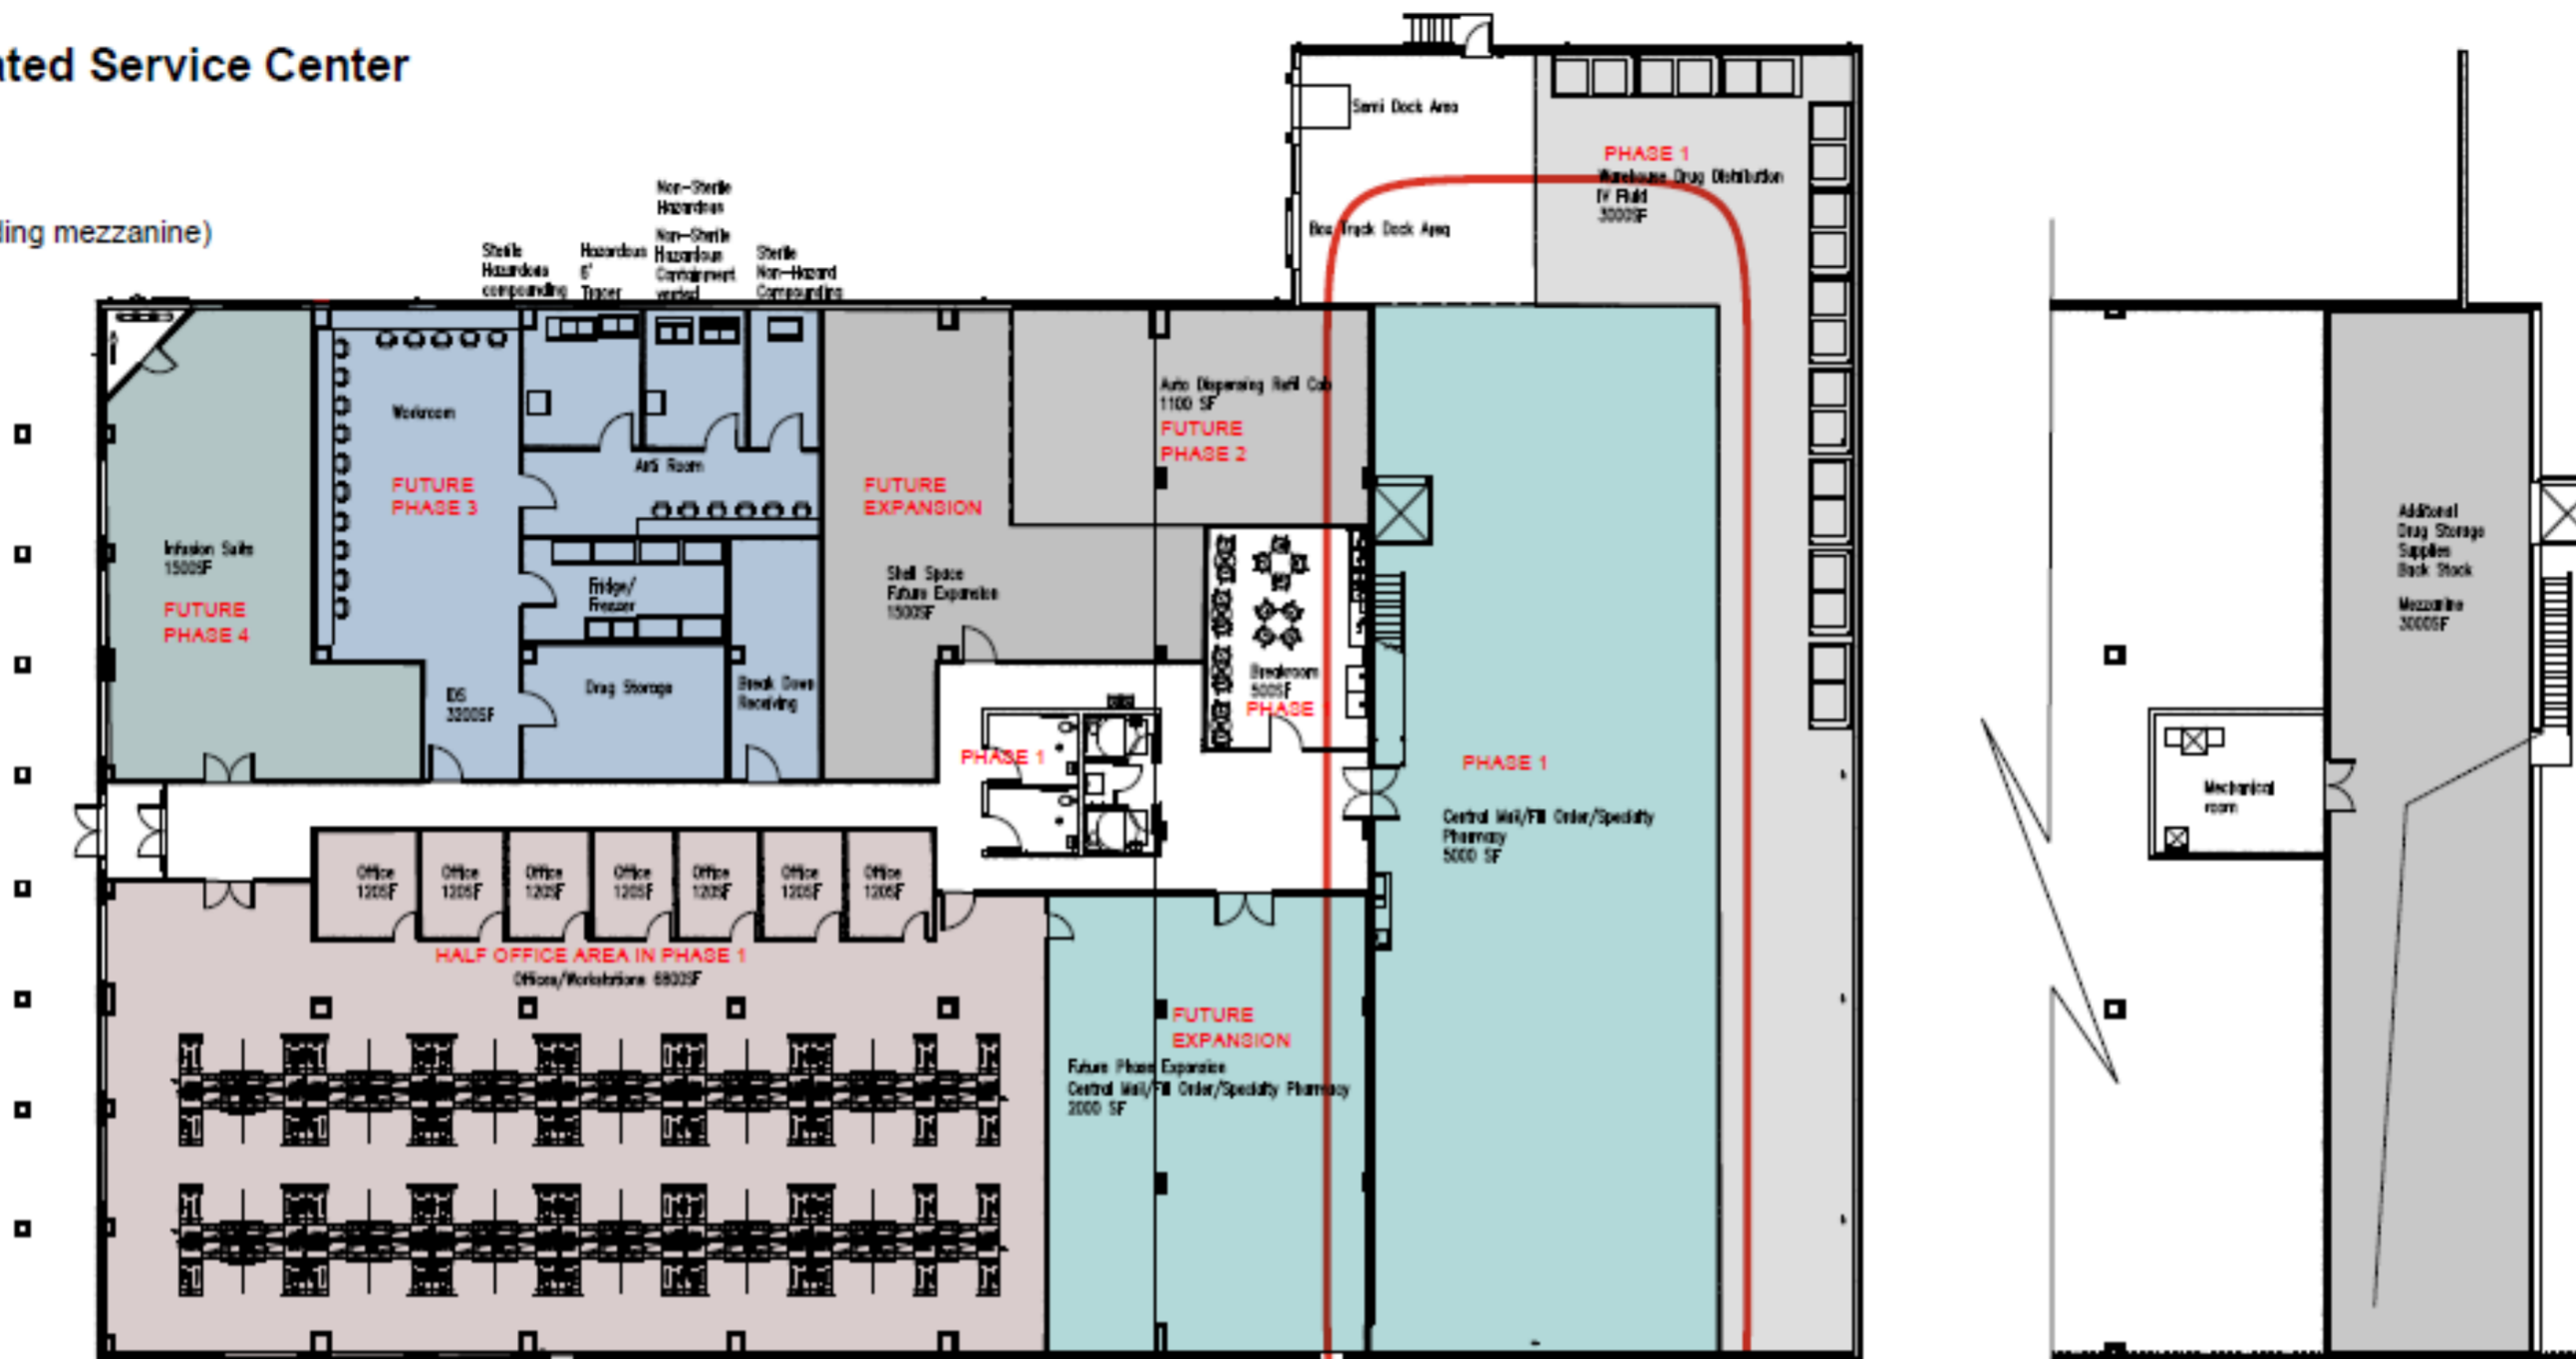 ated Service Center
ding mezzanine)
Semi Dock Area
PHASE 1
Warehouse Drug Distribution
IV Fluid
3000SF
Box Truck Dock Area
Non-Sterile
Hazardous
Non-Sterile
Hazardous
Containment
vented
Sterile
Hazardous
compounding
Hazardous
6'
Sterile
Non-Hazard
Compounding
Workroom
FUTURE
PHASE 3
Anti Room
Auto Dispensing Refill Cab
1100 SF
FUTURE
PHASE 2
FUTURE
EXPANSION
Shell Space
Future Expansion
1500SF
Infusion Suite
1500SF
FUTURE
PHASE 4
Fridge/
Freezer
Drug Storage
Break Down
Receiving
IDS
3200SF
Breakroom
500SF
PHASE
PHASE 1
PHASE 1
Central Mail/Fill Order/Specialty
Pharmacy
5000 SF
Additional
Drug Storage
Supplies
Back Stock
Mezzanine
3000SF
Mechanical
room
Office
120SF
Office
120SF
Office
120SF
Office
120SF
Office
120SF
Office
120SF
Office
120SF
HALF OFFICE AREA IN PHASE 1
Offices/Workstations 6800SF
FUTURE
EXPANSION
Future Phase Expansion
Central Mail/Fill Order/Specialty Pharmacy
2000 SF